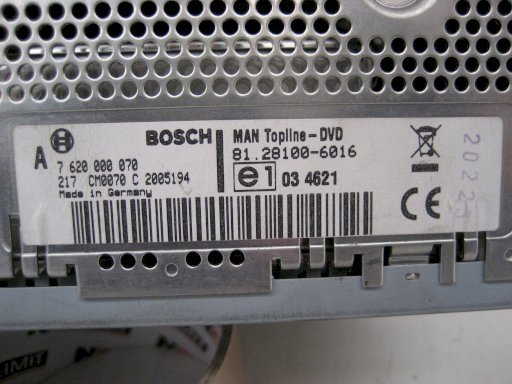 BOSCH
MAN Topline-DVD
A
7 620 000 070
81.28100-6016
217 CM0070 C 2005194
e1 03 4621
Made in Germany
CE
LIMIT